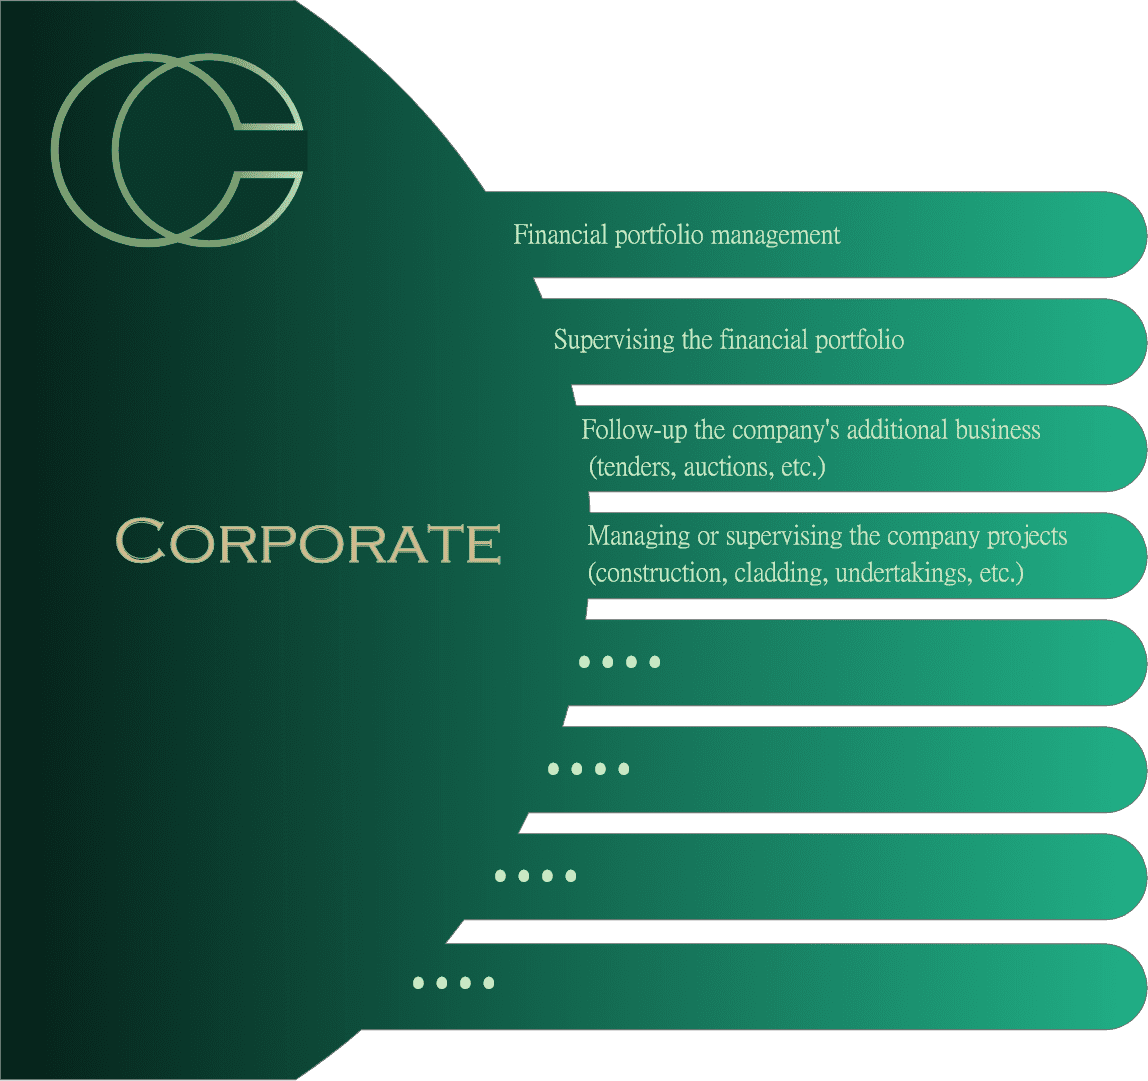 Financial portfolio management
Supervising the financial portfolio
Follow-up the company's additional business
(tenders, auctions, etc.)
CORPORATE
Managing or supervising the company projects
(construction, cladding, undertakings, etc.)